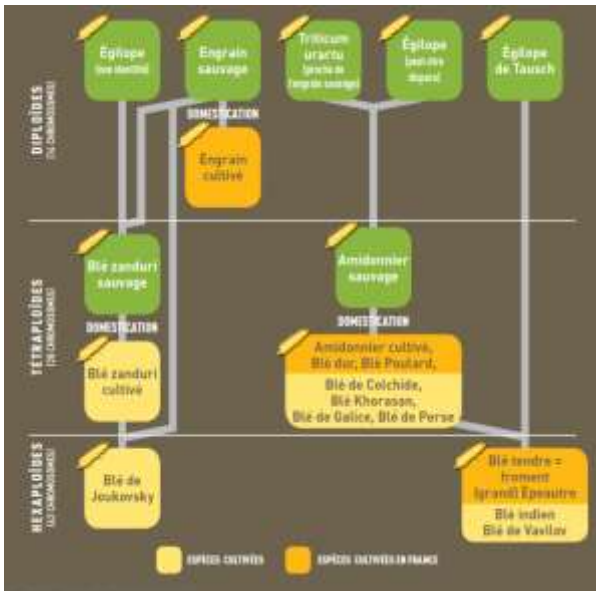 Égilope
(non identifié)
Engrain
sauvage
Triticum
urartu
(proche de
l'engrain sauvage)
Égilope
(peut être
disparu)
Égilope
de Tausch
DIPLOÏDES
(14 CHROMOSOMES)
DOMESTICATION
Engrain
cultivé
TÉTRAPLOÏDES
(28 CHROMOSOMES)
Blé zanduri
sauvage
Amidonnier
sauvage
DOMESTICATION
DOMESTICATION
Blé zanduri
cultivé
Amidonnier cultivé,
Blé dur, Blé Poulard,
Blé de Colchide,
Blé Khorasan,
Blé de Galice, Blé de Perse
HEXAPLOÏDES
(42 CHROMOSOMES)
Blé de
Joukovsky
Blé tendre =
froment
(grand) Epeautre
Blé indien
Blé de Vavilov
ESPÈCES CULTIVÉES
ESPÈCES CULTIVÉES EN FRANCE